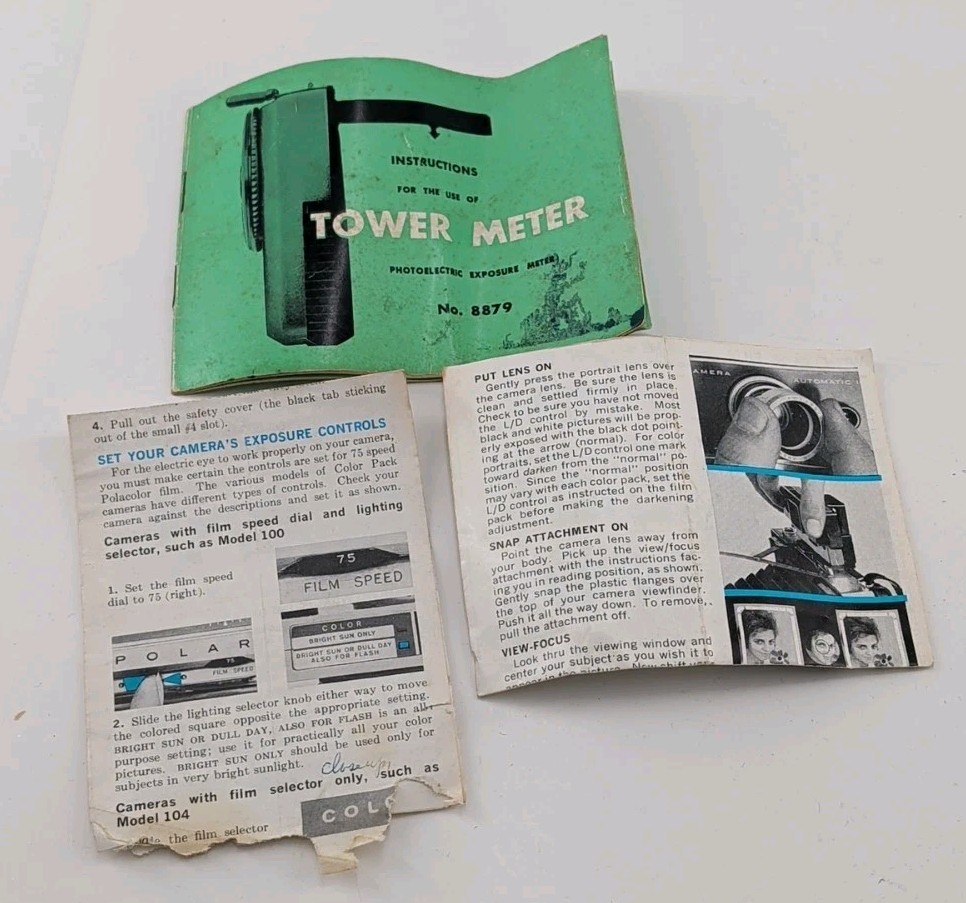 INSTRUCTIONS
FOR THE USE OF
TOWER METER
PHOTOELECTRIC EXPOSURE METER
No. 8879
4. Pull out the safety cover (the black tab sticking
out of the small #4 slot).
SET YOUR CAMERA'S EXPOSURE CONTROLS
For the electric eye to work properly on your camera,
you must make certain the controls are set for 75 speed
Polacolor film. The various models of Color Pack
cameras have different types of controls. Check your
camera against the descriptions and set it as shown.
Cameras with film speed dial and lighting
selector, such as Model 100
1. Set the film speed
dial to 75 (right).
75
FILM SPEED
POLAR
75
FILM SPEED
COLOR
BRIGHT SUN ONLY
BRIGHT SUN OR DULL DAY
ALSO FOR FLASH
2. Slide the lighting selector knob either way to move
the colored square opposite the appropriate setting.
BRIGHT SUN OR DULL DAY, ALSO FOR FLASH is an all-
purpose setting; use it for practically all your color
pictures. BRIGHT SUN ONLY should be used only for
subjects in very bright sunlight.
closeup
Cameras with film selector only, such as
Model 104
the film selector
COLO
PUT LENS ON
Gently press the portrait lens over
the camera lens. Be sure the lens is
clean and settled firmly in place.
Check to be sure you have not moved
the L/D control by mistake. Most
black and white pictures will be prop-
erly exposed with the black dot point-
ing at the arrow (normal). For color
portraits, set the L/D control one mark
toward darken from the "normal" po-
sition. Since the "normal" position
may vary with each color pack, set the
L/D control as instructed on the film
pack before making the darkening
adjustment.
SNAP ATTACHMENT ON
Point the camera lens away from
your body. Pick up the view/focus
attachment with the instructions fac-
ing you in reading position, as shown.
Gently snap the plastic flanges over
the top of your camera viewfinder.
Push it all the way down. To remove,
pull the attachment off.
VIEW-FOCUS
Look thru the viewing window and
center your subject as you wish it to
appear in the picture. Now shift your
AMERA
AUTOMATIC